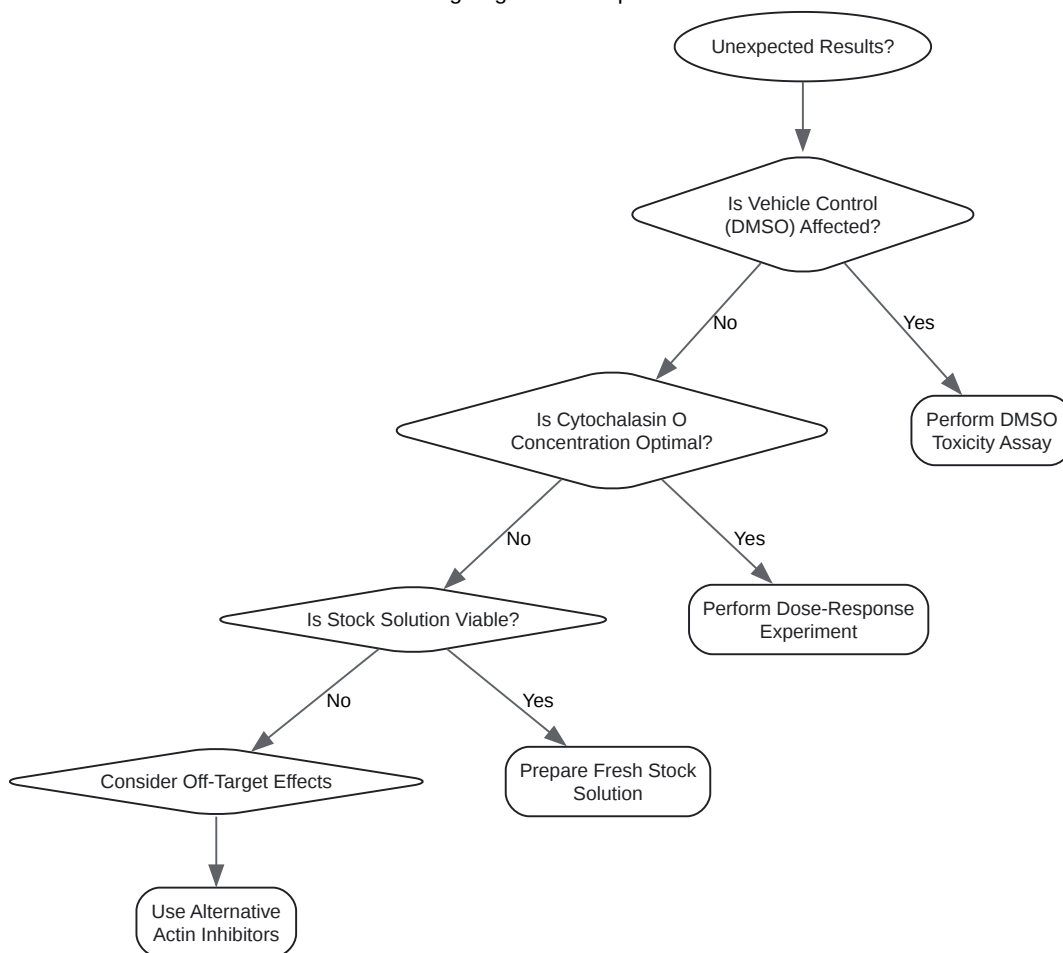 Unexpected Results?
Is Vehicle Control
(DMSO) Affected?
No
Yes
Is Cytochalasin O
Concentration Optimal?
Perform DMSO
Toxicity Assay
No
Yes
Is Stock Solution Viable?
Perform Dose-Response
Experiment
No
Yes
Consider Off-Target Effects
Prepare Fresh Stock
Solution
Use Alternative
Actin Inhibitors